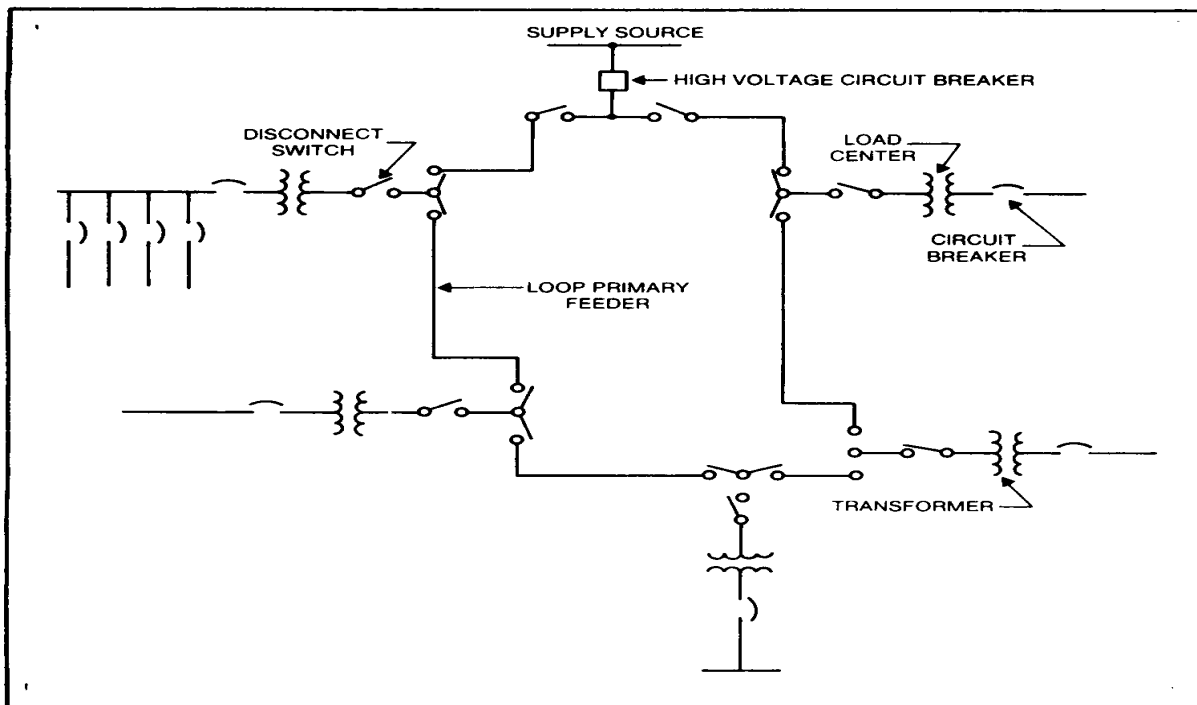 SUPPLY SOURCE
HIGH VOLTAGE CIRCUIT BREAKER
DISCONNECT
SWITCH
LOAD
CENTER
CIRCUIT
BREAKER
LOOP PRIMARY
FEEDER
TRANSFORMER